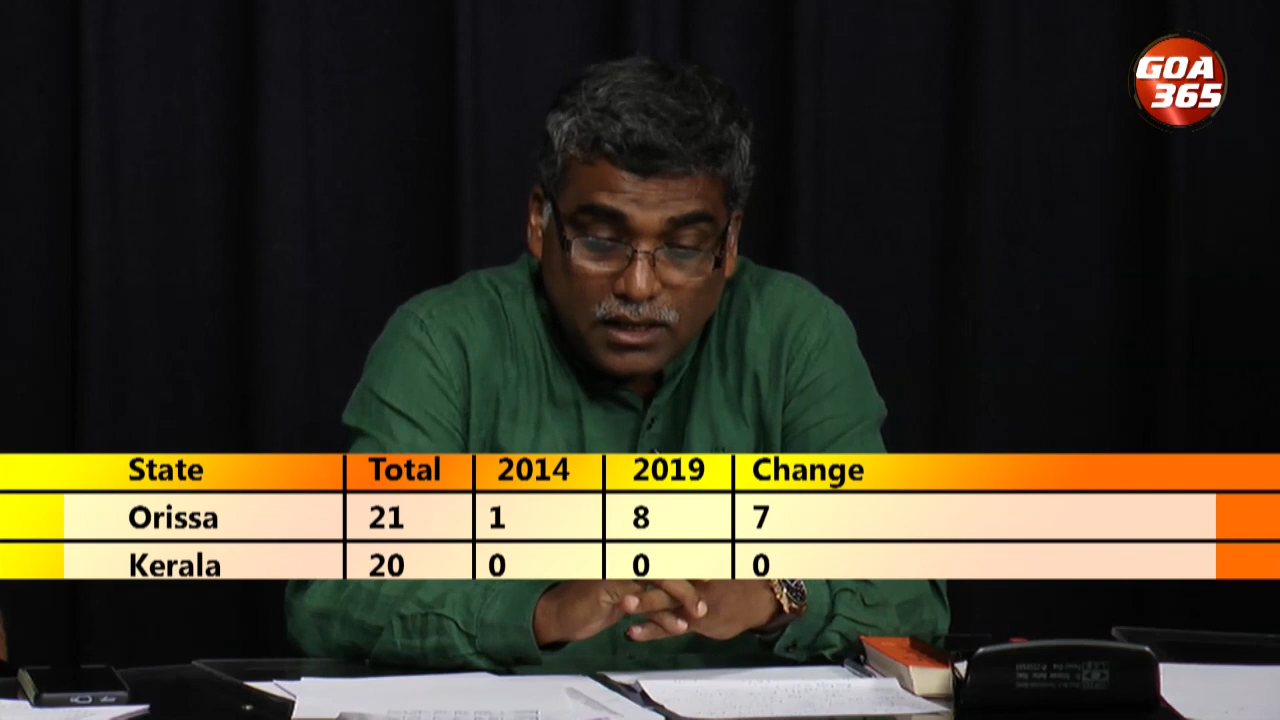 GOA
365
State Total 2014 2019 Change
Orissa 21 1 8 7
Kerala 20 0 0 0